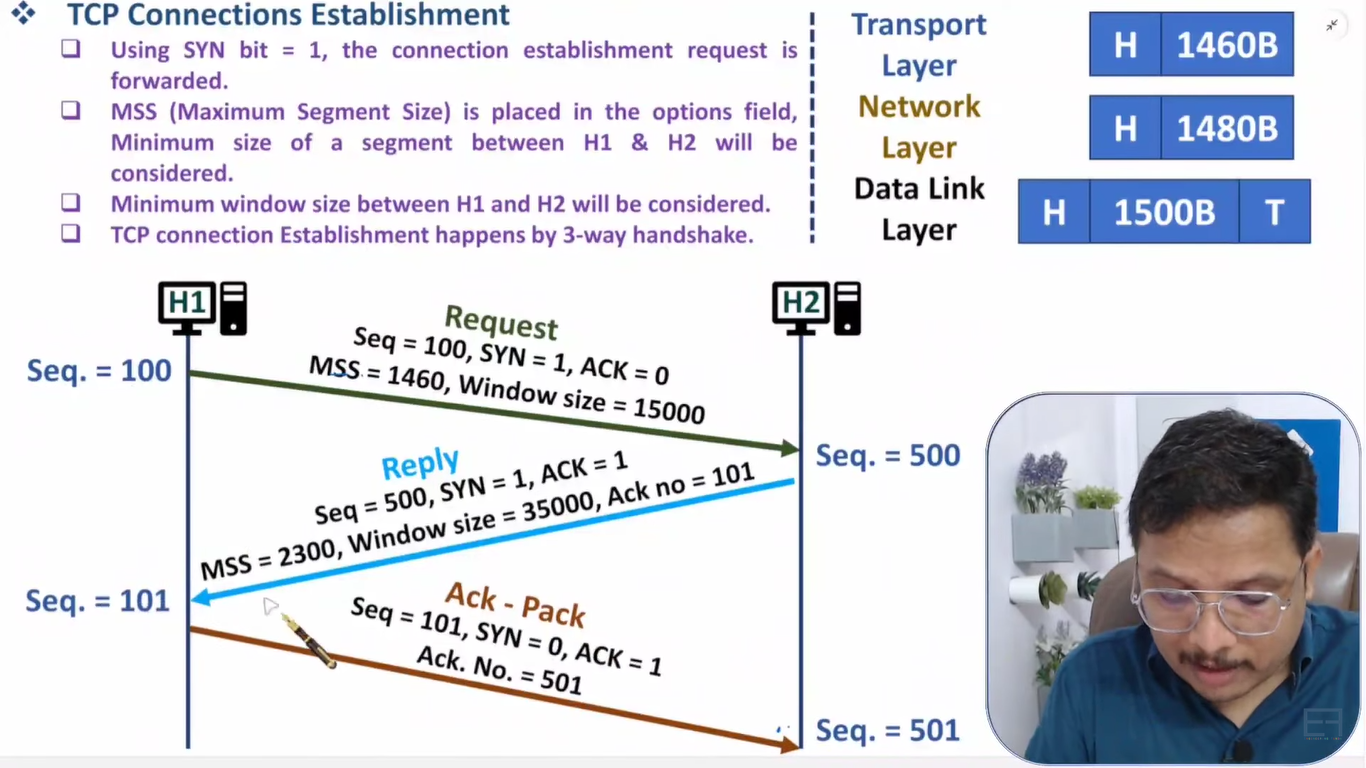 TCP Connections Establishment
Using SYN bit = 1, the connection establishment request is
forwarded.
MSS (Maximum Segment Size) is placed in the options field,
Minimum size of a segment between H1 & H2 will be
considered.
Minimum window size between H1 and H2 will be considered.
TCP connection Establishment happens by 3-way handshake.
Transport
Layer
H 1460B
Network
Layer
H 1480B
Data Link
Layer
H 1500B T
H1
H2
Request
Seq = 100, SYN = 1, ACK = 0
MSS = 1460, Window size = 15000
Seq. = 100
Seq. = 500
Reply
Seq = 500, SYN = 1, ACK = 1
MSS = 2300, Window size = 35000, Ack no = 101
Seq. = 101
Ack - Pack
Seq = 101, SYN = 0, ACK = 1
Ack. No. = 501
Seq. = 501